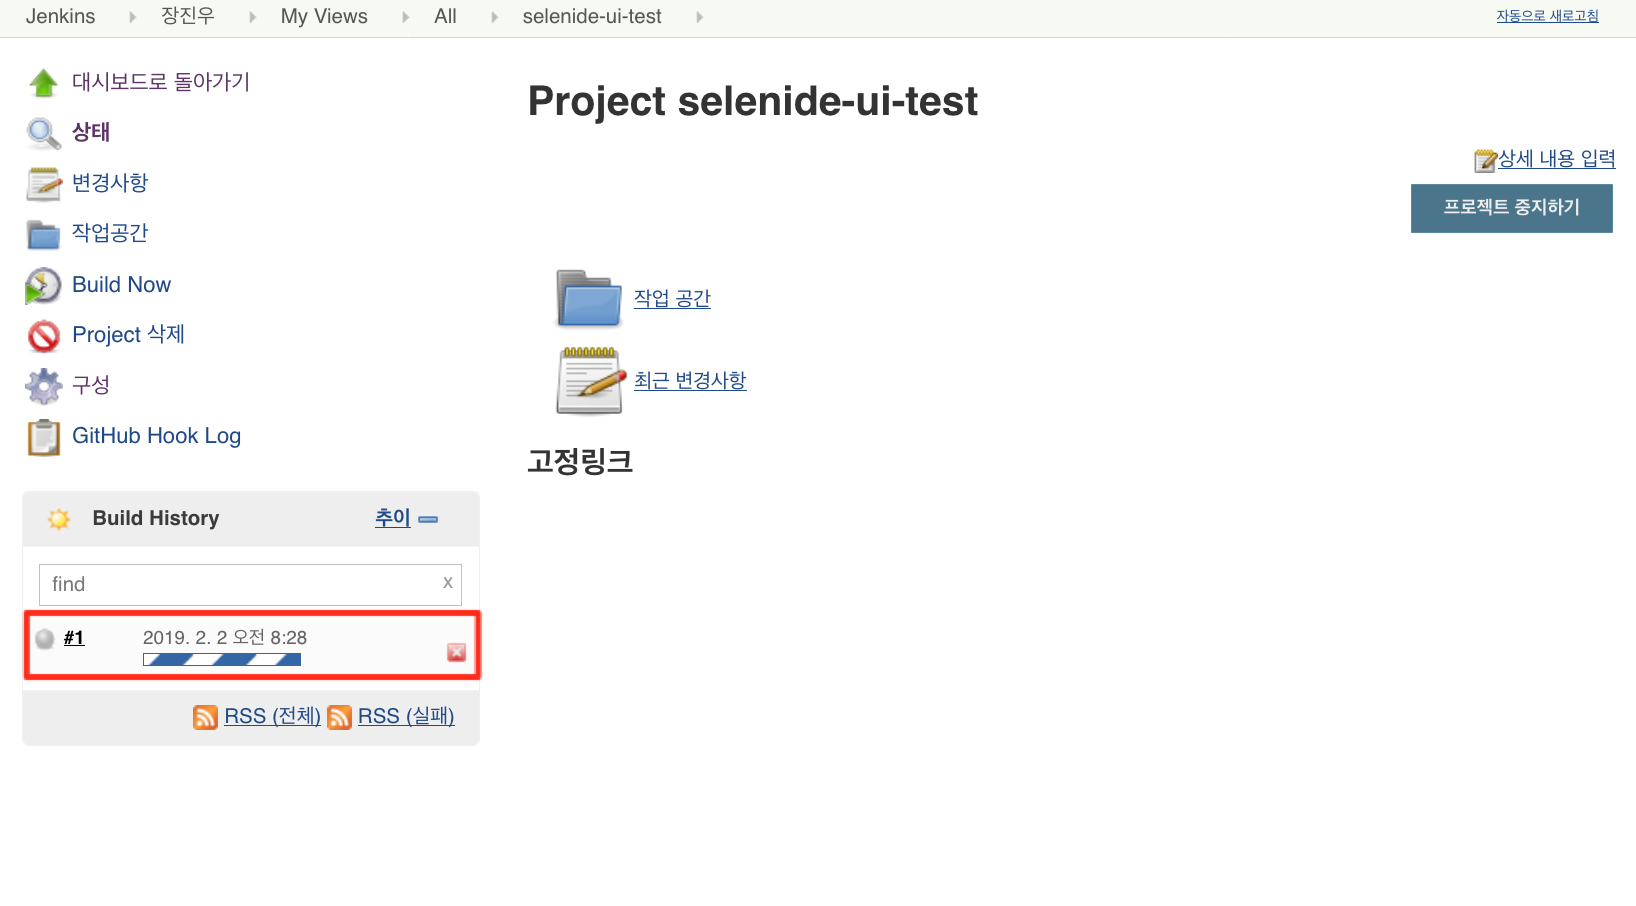 Jenkins 장진우 My Views All selenide-ui-test 자동으로 새로고침
대시보드로 돌아가기
상태
변경사항
작업공간
Build Now
Project 삭제
구성
GitHub Hook Log
Build History 추이
find x
#1 2019. 2. 2 오전 8:28
RSS (전체) RSS (실패)
Project selenide-ui-test
상세 내용 입력
프로젝트 중지하기
작업 공간
최근 변경사항
고정링크